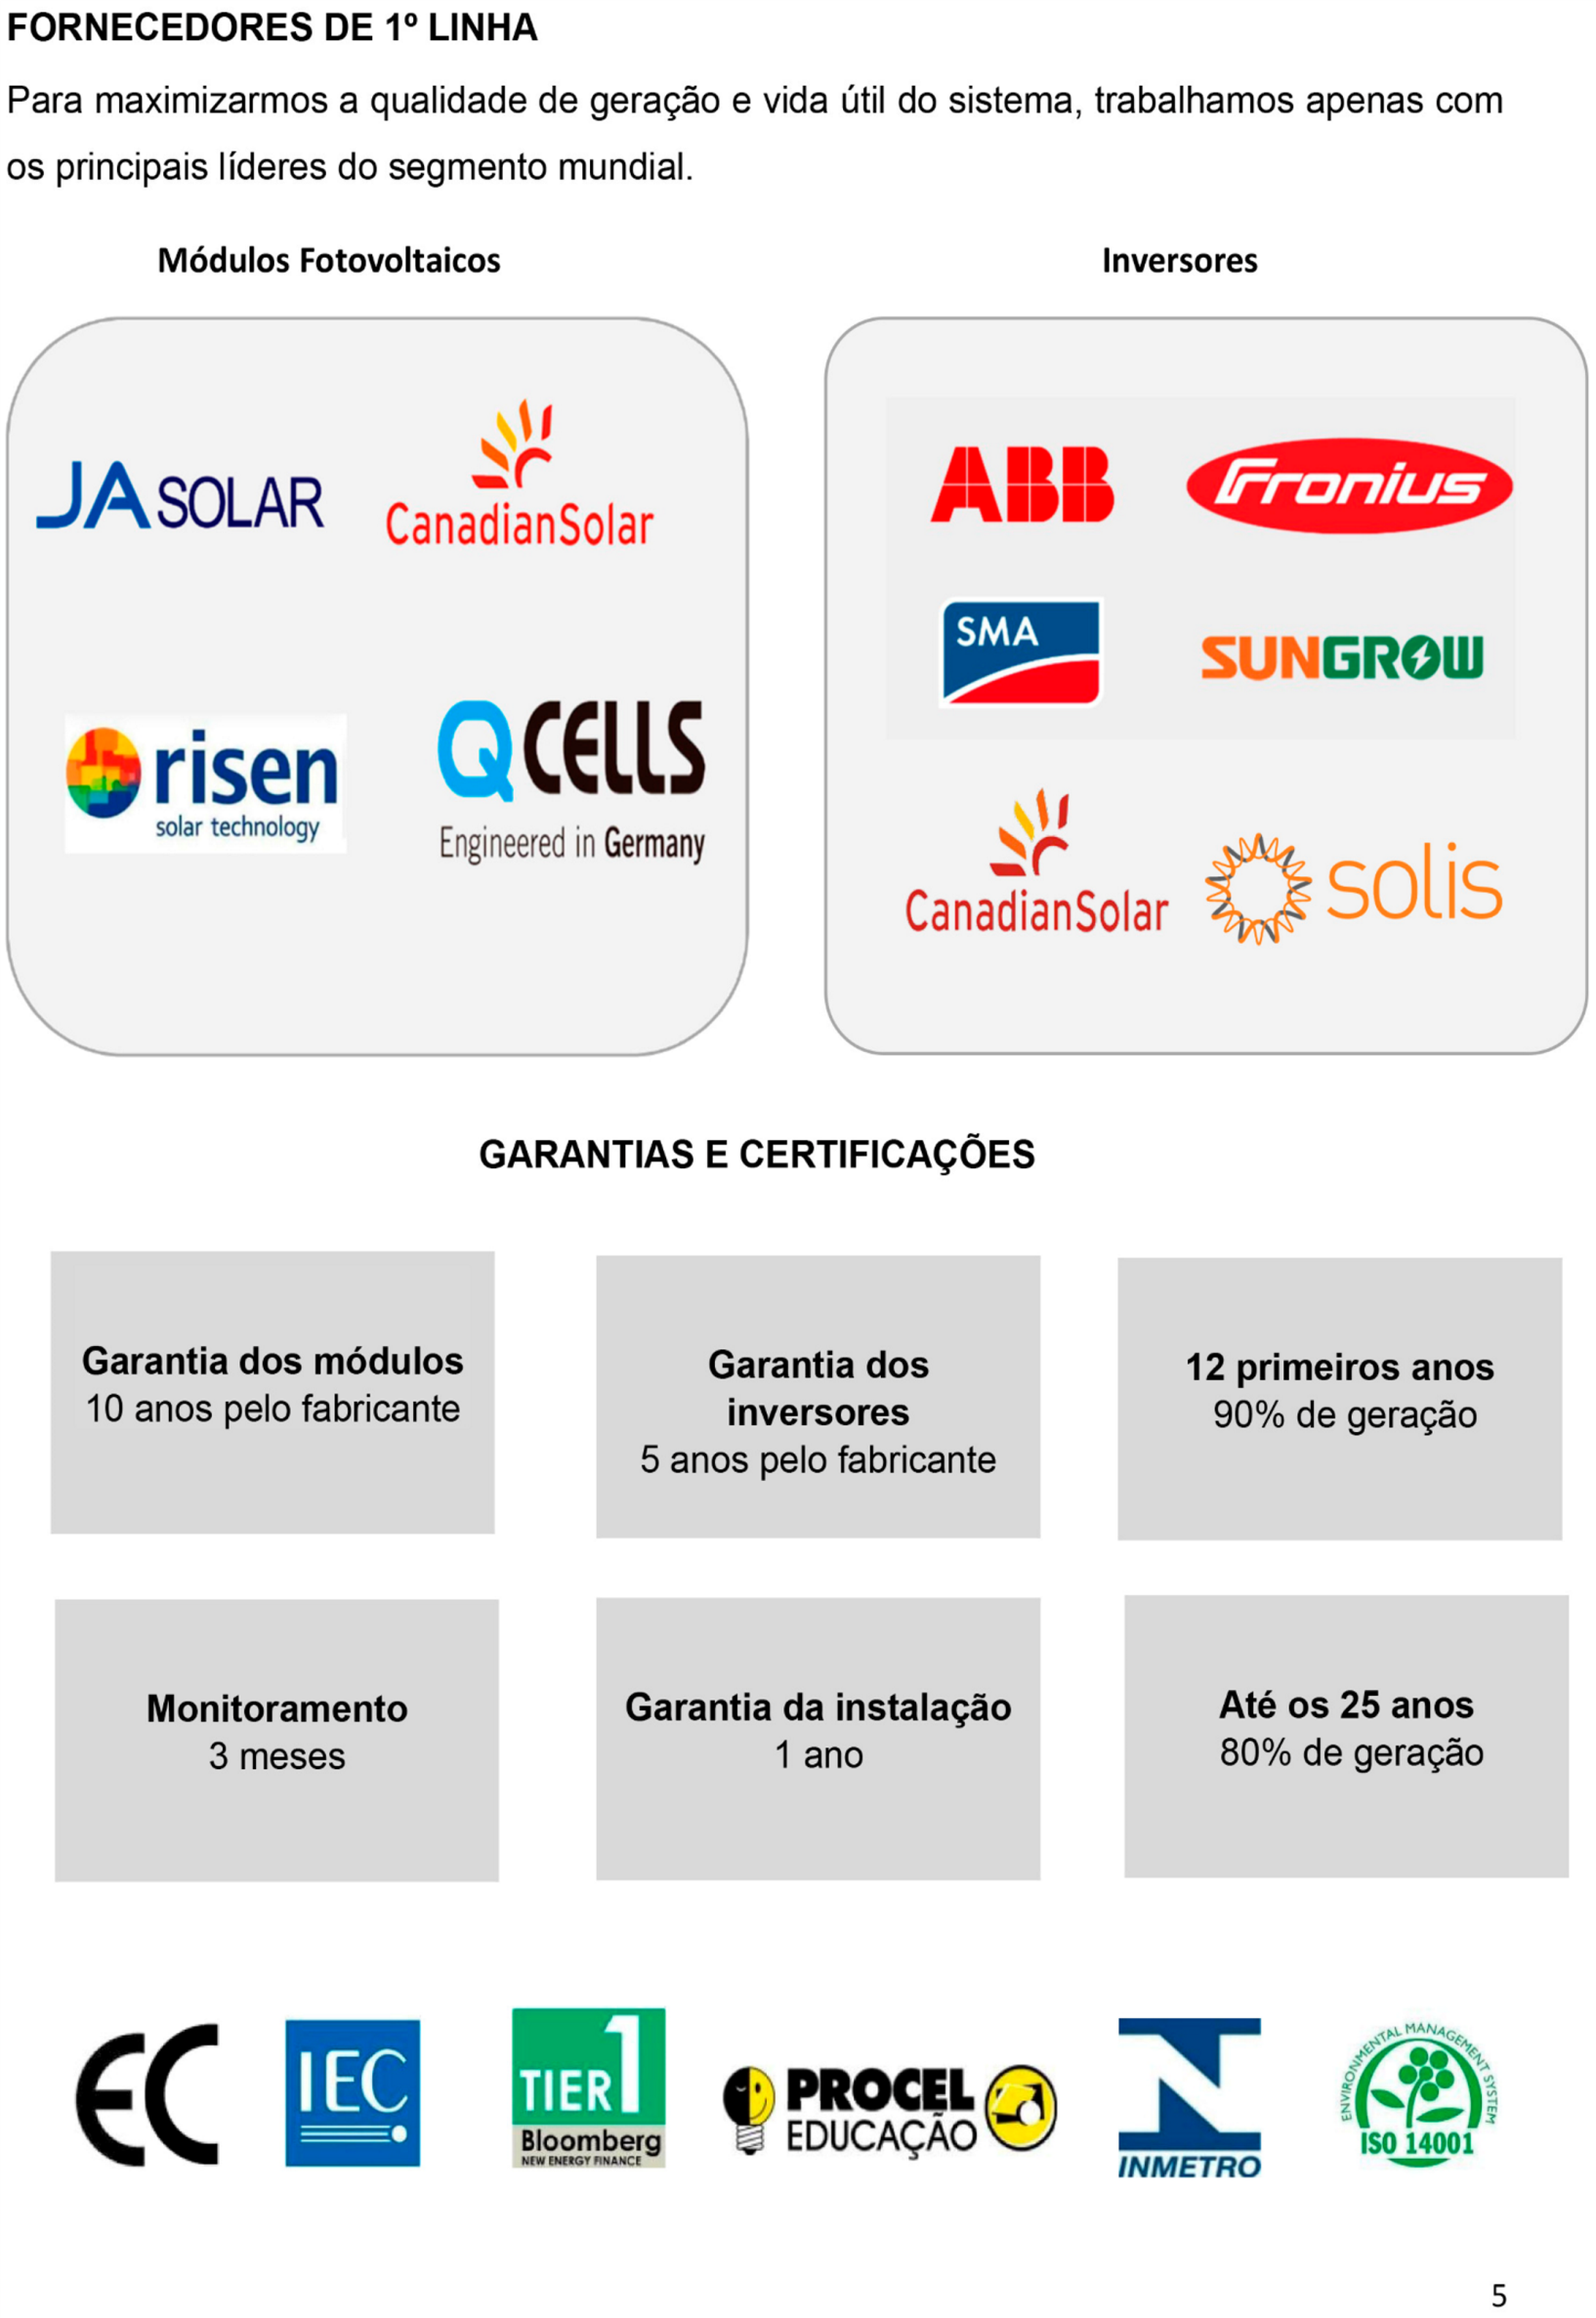 FORNECEDORES DE 1º LINHA
Para maximizarmos a qualidade de geração e vida útil do sistema, trabalhamos apenas com
os principais líderes do segmento mundial.
Módulos Fotovoltaicos
Inversores
JA SOLAR
CanadianSolar
risen
solar technology
Q CELLS
Engineered in Germany
ABB
Fronius
SMA
SUNGROW
CanadianSolar
solis
GARANTIAS E CERTIFICAÇÕES
Garantia dos módulos
10 anos pelo fabricante
Garantia dos
inversores
5 anos pelo fabricante
12 primeiros anos
90% de geração
Monitoramento
3 meses
Garantia da instalação
1 ano
Até os 25 anos
80% de geração
EC
IEC
TIER 1
Bloomberg
NEW ENERGY FINANCE
PROCEL
EDUCAÇÃO
INMETRO
ENVIRONMENTAL MANAGEMENT SYSTEM
ISO 14001
5